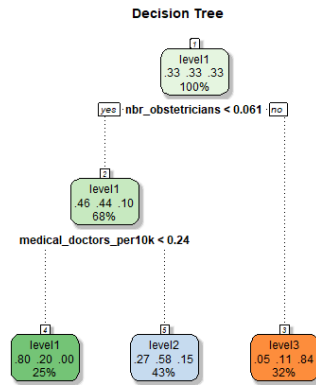 Decision Tree
1
level1
.33 .33 .33
100%
yes nbr_obstetricians < 0.061 no
2
level1
.46 .44 .10
68%
medical_doctors_per10k < 0.24
4
level1
.80 .20 .00
25%
5
level2
.27 .58 .15
43%
3
level3
.05 .11 .84
32%